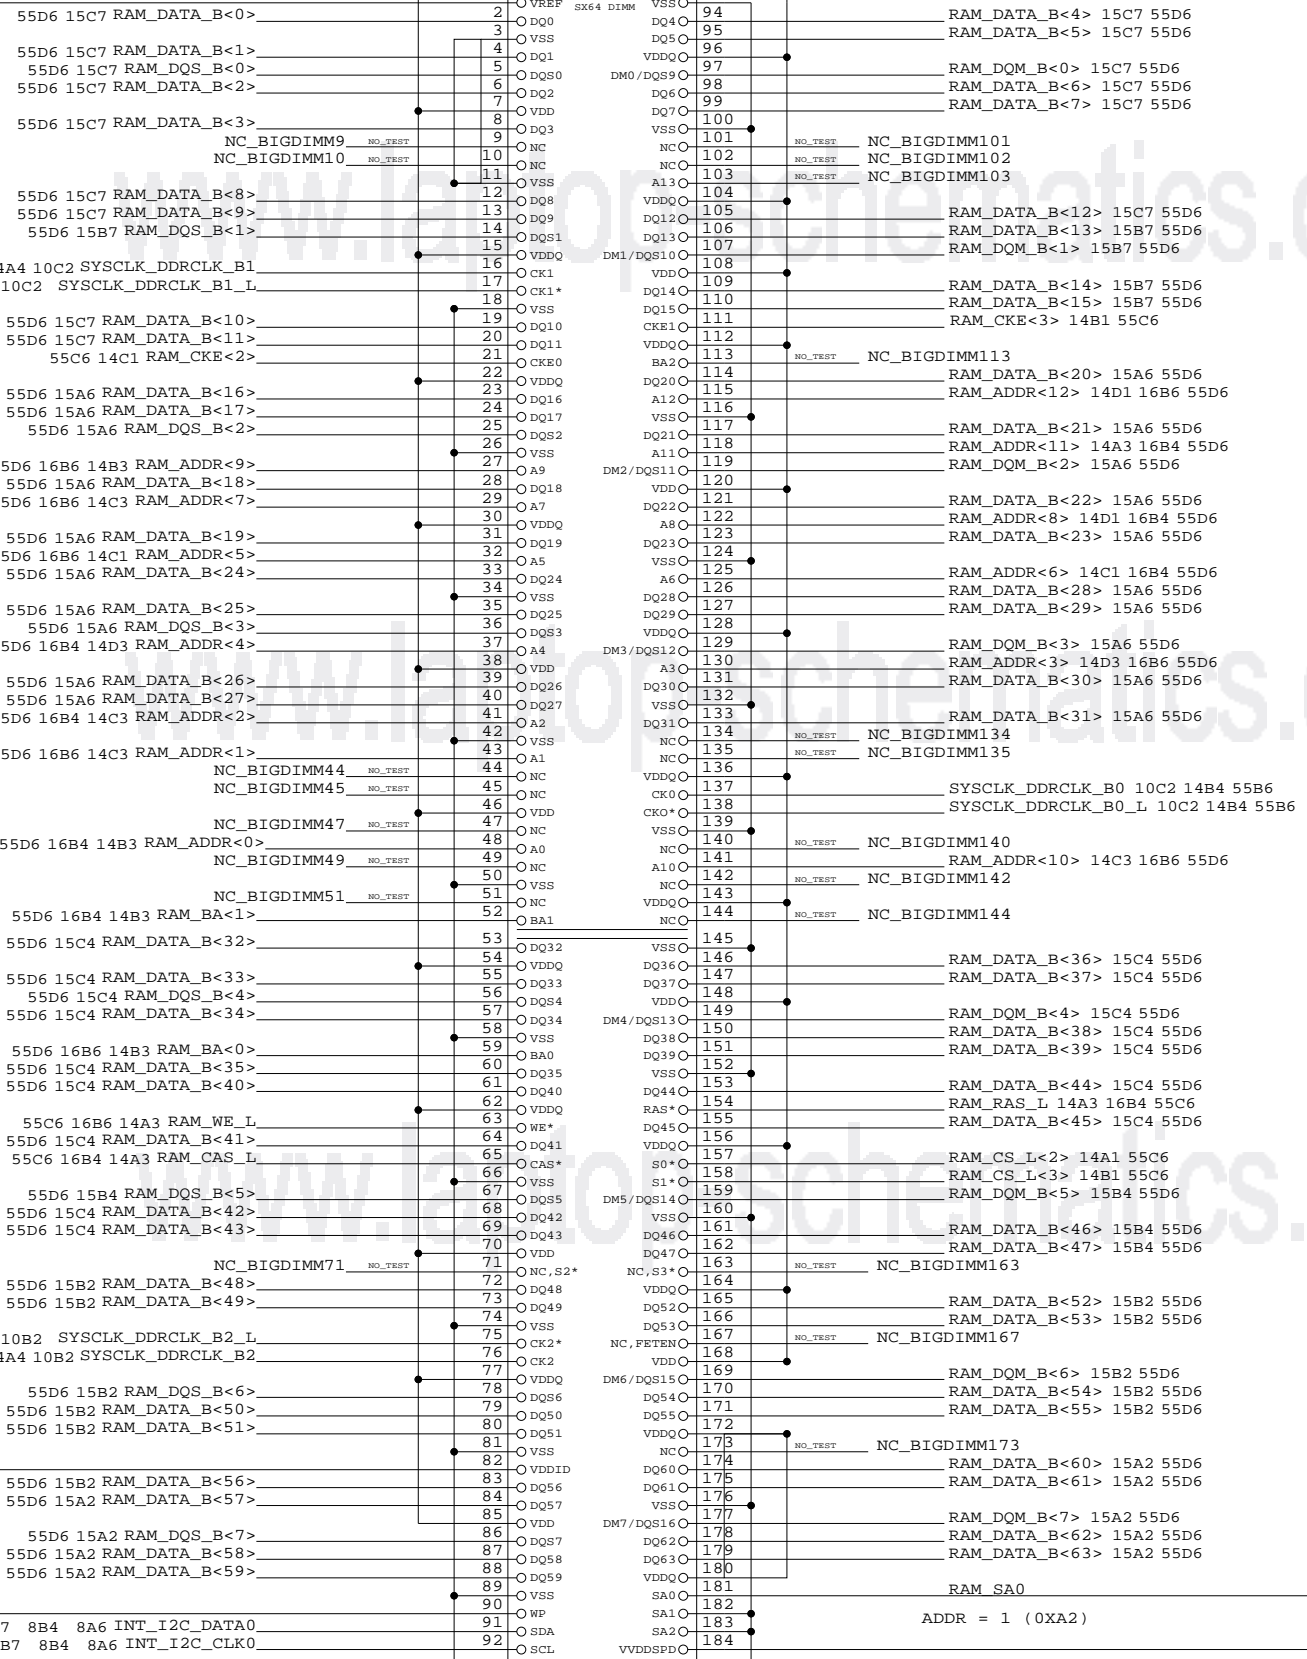 VREF SX64 DIMM VSS
55D6 15C7 RAM_DATA_B<0> 2 DQ0 DQ4 94 RAM_DATA_B<4> 15C7 55D6
3 VSS DQ5 95 RAM_DATA_B<5> 15C7 55D6
55D6 15C7 RAM_DATA_B<1> 4 DQ1 VDDQ 96
55D6 15C7 RAM_DQS_B<0> 5 DQS0 DM0/DQS9 97 RAM_DQM_B<0> 15C7 55D6
55D6 15C7 RAM_DATA_B<2> 6 DQ2 DQ6 98 RAM_DATA_B<6> 15C7 55D6
7 VDD DQ7 99 RAM_DATA_B<7> 15C7 55D6
55D6 15C7 RAM_DATA_B<3> 8 DQ3 VSS 100
NC_BIGDIMM9 NO_TEST 9 NC NC 101 NO_TEST NC_BIGDIMM101
NC_BIGDIMM10 NO_TEST 10 NC NC 102 NO_TEST NC_BIGDIMM102
11 VSS A13 103 NO_TEST NC_BIGDIMM103
55D6 15C7 RAM_DATA_B<8> 12 DQ8 VDDQ 104
55D6 15C7 RAM_DATA_B<9> 13 DQ9 DQ12 105 RAM_DATA_B<12> 15C7 55D6
55D6 15B7 RAM_DQS_B<1> 14 DQS1 DQ13 106 RAM_DATA_B<13> 15B7 55D6
15 VDDQ DM1/DQS10 107 RAM_DQM_B<1> 15B7 55D6
4A4 10C2 SYSCLK_DDRCLK_B1 16 CK1 VDD 108
10C2 SYSCLK_DDRCLK_B1_L 17 CK1* DQ14 109 RAM_DATA_B<14> 15B7 55D6
18 VSS DQ15 110 RAM_DATA_B<15> 15B7 55D6
55D6 15C7 RAM_DATA_B<10> 19 DQ10 CKE1 111 RAM_CKE<3> 14B1 55C6
55D6 15C7 RAM_DATA_B<11> 20 DQ11 VDDQ 112
55C6 14C1 RAM_CKE<2> 21 CKE0 BA2 113 NO_TEST NC_BIGDIMM113
22 VDDQ DQ20 114 RAM_DATA_B<20> 15A6 55D6
55D6 15A6 RAM_DATA_B<16> 23 DQ16 A12 115 RAM_ADDR<12> 14D1 16B6 55D6
55D6 15A6 RAM_DATA_B<17> 24 DQ17 VSS 116
55D6 15A6 RAM_DQS_B<2> 25 DQS2 DQ21 117 RAM_DATA_B<21> 15A6 55D6
26 VSS A11 118 RAM_ADDR<11> 14A3 16B4 55D6
5D6 16B6 14B3 RAM_ADDR<9> 27 A9 DM2/DQS11 119 RAM_DQM_B<2> 15A6 55D6
55D6 15A6 RAM_DATA_B<18> 28 DQ18 VDD 120
5D6 16B6 14C3 RAM_ADDR<7> 29 A7 DQ22 121 RAM_DATA_B<22> 15A6 55D6
30 VDDQ A8 122 RAM_ADDR<8> 14D1 16B4 55D6
55D6 15A6 RAM_DATA_B<19> 31 DQ19 DQ23 123 RAM_DATA_B<23> 15A6 55D6
5D6 16B6 14C1 RAM_ADDR<5> 32 A5 VSS 124
55D6 15A6 RAM_DATA_B<24> 33 DQ24 A6 125 RAM_ADDR<6> 14C1 16B4 55D6
34 VSS DQ28 126 RAM_DATA_B<28> 15A6 55D6
55D6 15A6 RAM_DATA_B<25> 35 DQ25 DQ29 127 RAM_DATA_B<29> 15A6 55D6
55D6 15A6 RAM_DQS_B<3> 36 DQS3 VDDQ 128
5D6 16B4 14D3 RAM_ADDR<4> 37 A4 DM3/DQS12 129 RAM_DQM_B<3> 15A6 55D6
38 VDD A3 130 RAM_ADDR<3> 14D3 16B6 55D6
55D6 15A6 RAM_DATA_B<26> 39 DQ26 DQ30 131 RAM_DATA_B<30> 15A6 55D6
55D6 15A6 RAM_DATA_B<27> 40 DQ27 VSS 132
5D6 16B4 14C3 RAM_ADDR<2> 41 A2 DQ31 133 RAM_DATA_B<31> 15A6 55D6
42 VSS NC 134 NO_TEST NC_BIGDIMM134
5D6 16B6 14C3 RAM_ADDR<1> 43 A1 NC 135 NO_TEST NC_BIGDIMM135
NC_BIGDIMM44 NO_TEST 44 NC VDDQ 136
NC_BIGDIMM45 NO_TEST 45 NC CK0 137 SYSCLK_DDRCLK_B0 10C2 14B4 55B6
46 VDD CKO* 138 SYSCLK_DDRCLK_B0_L 10C2 14B4 55B6
NC_BIGDIMM47 NO_TEST 47 NC VSS 139
55D6 16B4 14B3 RAM_ADDR<0> 48 A0 NC 140 NO_TEST NC_BIGDIMM140
NC_BIGDIMM49 NO_TEST 49 NC A10 141 RAM_ADDR<10> 14C3 16B6 55D6
50 VSS NC 142 NO_TEST NC_BIGDIMM142
NC_BIGDIMM51 NO_TEST 51 NC VDDQ 143
55D6 16B4 14B3 RAM_BA<1> 52 BA1 NC 144 NO_TEST NC_BIGDIMM144
55D6 15C4 RAM_DATA_B<32> 53 DQ32 VSS 145
54 VDDQ DQ36 146 RAM_DATA_B<36> 15C4 55D6
55D6 15C4 RAM_DATA_B<33> 55 DQ33 DQ37 147 RAM_DATA_B<37> 15C4 55D6
55D6 15C4 RAM_DQS_B<4> 56 DQS4 VDD 148
55D6 15C4 RAM_DATA_B<34> 57 DQ34 DM4/DQS13 149 RAM_DQM_B<4> 15C4 55D6
58 VSS DQ38 150 RAM_DATA_B<38> 15C4 55D6
55D6 16B6 14B3 RAM_BA<0> 59 BA0 DQ39 151 RAM_DATA_B<39> 15C4 55D6
55D6 15C4 RAM_DATA_B<35> 60 DQ35 VSS 152
55D6 15C4 RAM_DATA_B<40> 61 DQ40 DQ44 153 RAM_DATA_B<44> 15C4 55D6
62 VDDQ RAS* 154 RAM_RAS_L 14A3 16B4 55C6
55C6 16B6 14A3 RAM_WE_L 63 WE* DQ45 155 RAM_DATA_B<45> 15C4 55D6
55D6 15C4 RAM_DATA_B<41> 64 DQ41 VDDQ 156
55C6 16B4 14A3 RAM_CAS_L 65 CAS* S0* 157 RAM_CS_L<2> 14A1 55C6
66 VSS S1* 158 RAM_CS_L<3> 14B1 55C6
55D6 15B4 RAM_DQS_B<5> 67 DQS5 DM5/DQS14 159 RAM_DQM_B<5> 15B4 55D6
55D6 15C4 RAM_DATA_B<42> 68 DQ42 VSS 160
55D6 15C4 RAM_DATA_B<43> 69 DQ43 DQ46 161 RAM_DATA_B<46> 15B4 55D6
70 VDD DQ47 162 RAM_DATA_B<47> 15B4 55D6
NC_BIGDIMM71 NO_TEST 71 NC,S2* NC,S3* 163 NO_TEST NC_BIGDIMM163
55D6 15B2 RAM_DATA_B<48> 72 DQ48 VDDQ 164
55D6 15B2 RAM_DATA_B<49> 73 DQ49 DQ52 165 RAM_DATA_B<52> 15B2 55D6
74 VSS DQ53 166 RAM_DATA_B<53> 15B2 55D6
10B2 SYSCLK_DDRCLK_B2_L 75 CK2* NC,FETEN 167 NO_TEST NC_BIGDIMM167
4A4 10B2 SYSCLK_DDRCLK_B2 76 CK2 VDD 168
77 VDDQ DM6/DQS15 169 RAM_DQM_B<6> 15B2 55D6
55D6 15B2 RAM_DQS_B<6> 78 DQS6 DQ54 170 RAM_DATA_B<54> 15B2 55D6
55D6 15B2 RAM_DATA_B<50> 79 DQ50 DQ55 171 RAM_DATA_B<55> 15B2 55D6
55D6 15B2 RAM_DATA_B<51> 80 DQ51 VDDQ 172
81 VSS NC 173 NO_TEST NC_BIGDIMM173
82 VDDID DQ60 174 RAM_DATA_B<60> 15A2 55D6
55D6 15B2 RAM_DATA_B<56> 83 DQ56 DQ61 175 RAM_DATA_B<61> 15A2 55D6
55D6 15A2 RAM_DATA_B<57> 84 DQ57 VSS 176
85 VDD DM7/DQS16 177 RAM_DQM_B<7> 15A2 55D6
55D6 15A2 RAM_DQS_B<7> 86 DQS7 DQ62 178 RAM_DATA_B<62> 15A2 55D6
55D6 15A2 RAM_DATA_B<58> 87 DQ58 DQ63 179 RAM_DATA_B<63> 15A2 55D6
55D6 15A2 RAM_DATA_B<59> 88 DQ59 VDDQ 180
89 VSS SA0 181 RAM_SA0
90 WP SA1 182 ADDR = 1 (0XA2)
7 8B4 8A6 INT_I2C_DATA0 91 SDA SA2 183
B7 8B4 8A6 INT_I2C_CLK0 92 SCL VVDDSPD 184
www.laptop-schematics.c
www.laptop-schematics.c
www.laptop-schematics.